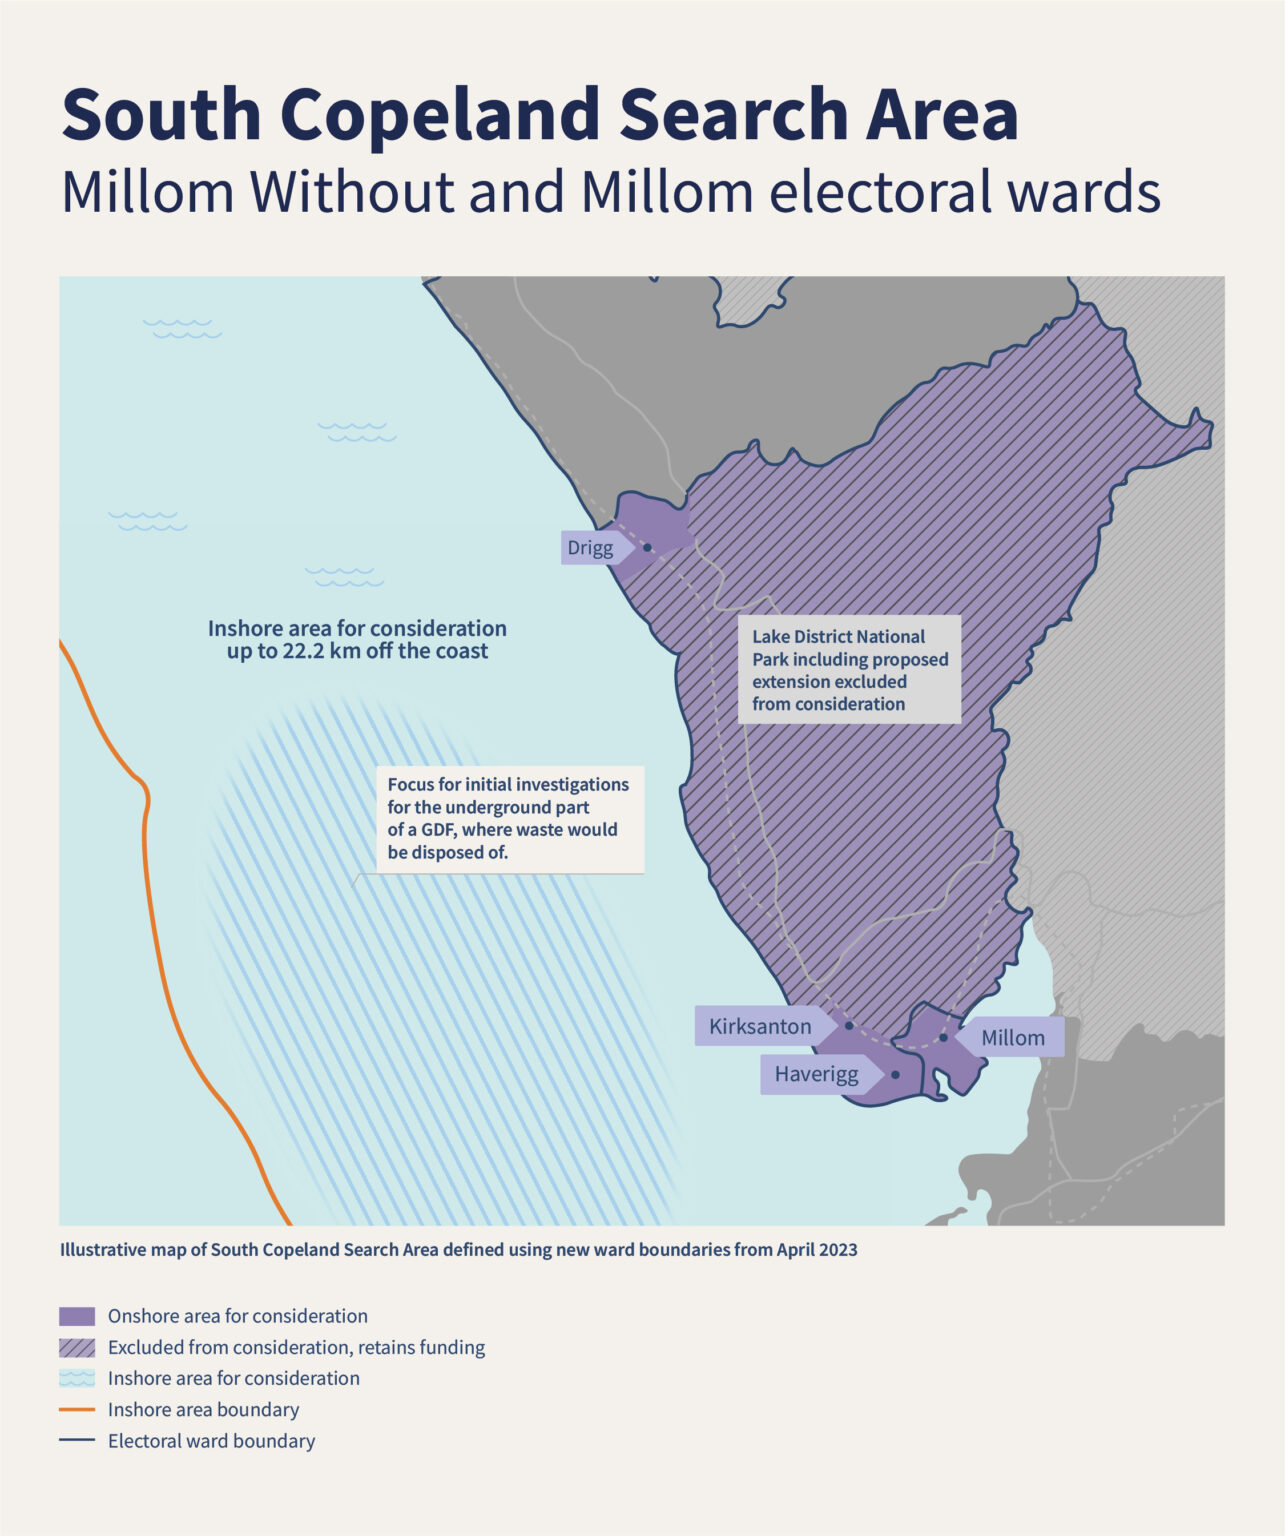 South Copeland Search Area
Millom Without and Millom electoral wards
Drigg
Inshore area for consideration
up to 22.2 km off the coast
Lake District National
Park including proposed
extension excluded
from consideration
Focus for initial investigations
for the underground part
of a GDF, where waste would
be disposed of.
Kirksanton
Millom
Haverigg
Illustrative map of South Copeland Search Area defined using new ward boundaries from April 2023
Onshore area for consideration
Excluded from consideration, retains funding
Inshore area for consideration
Inshore area boundary
Electoral ward boundary